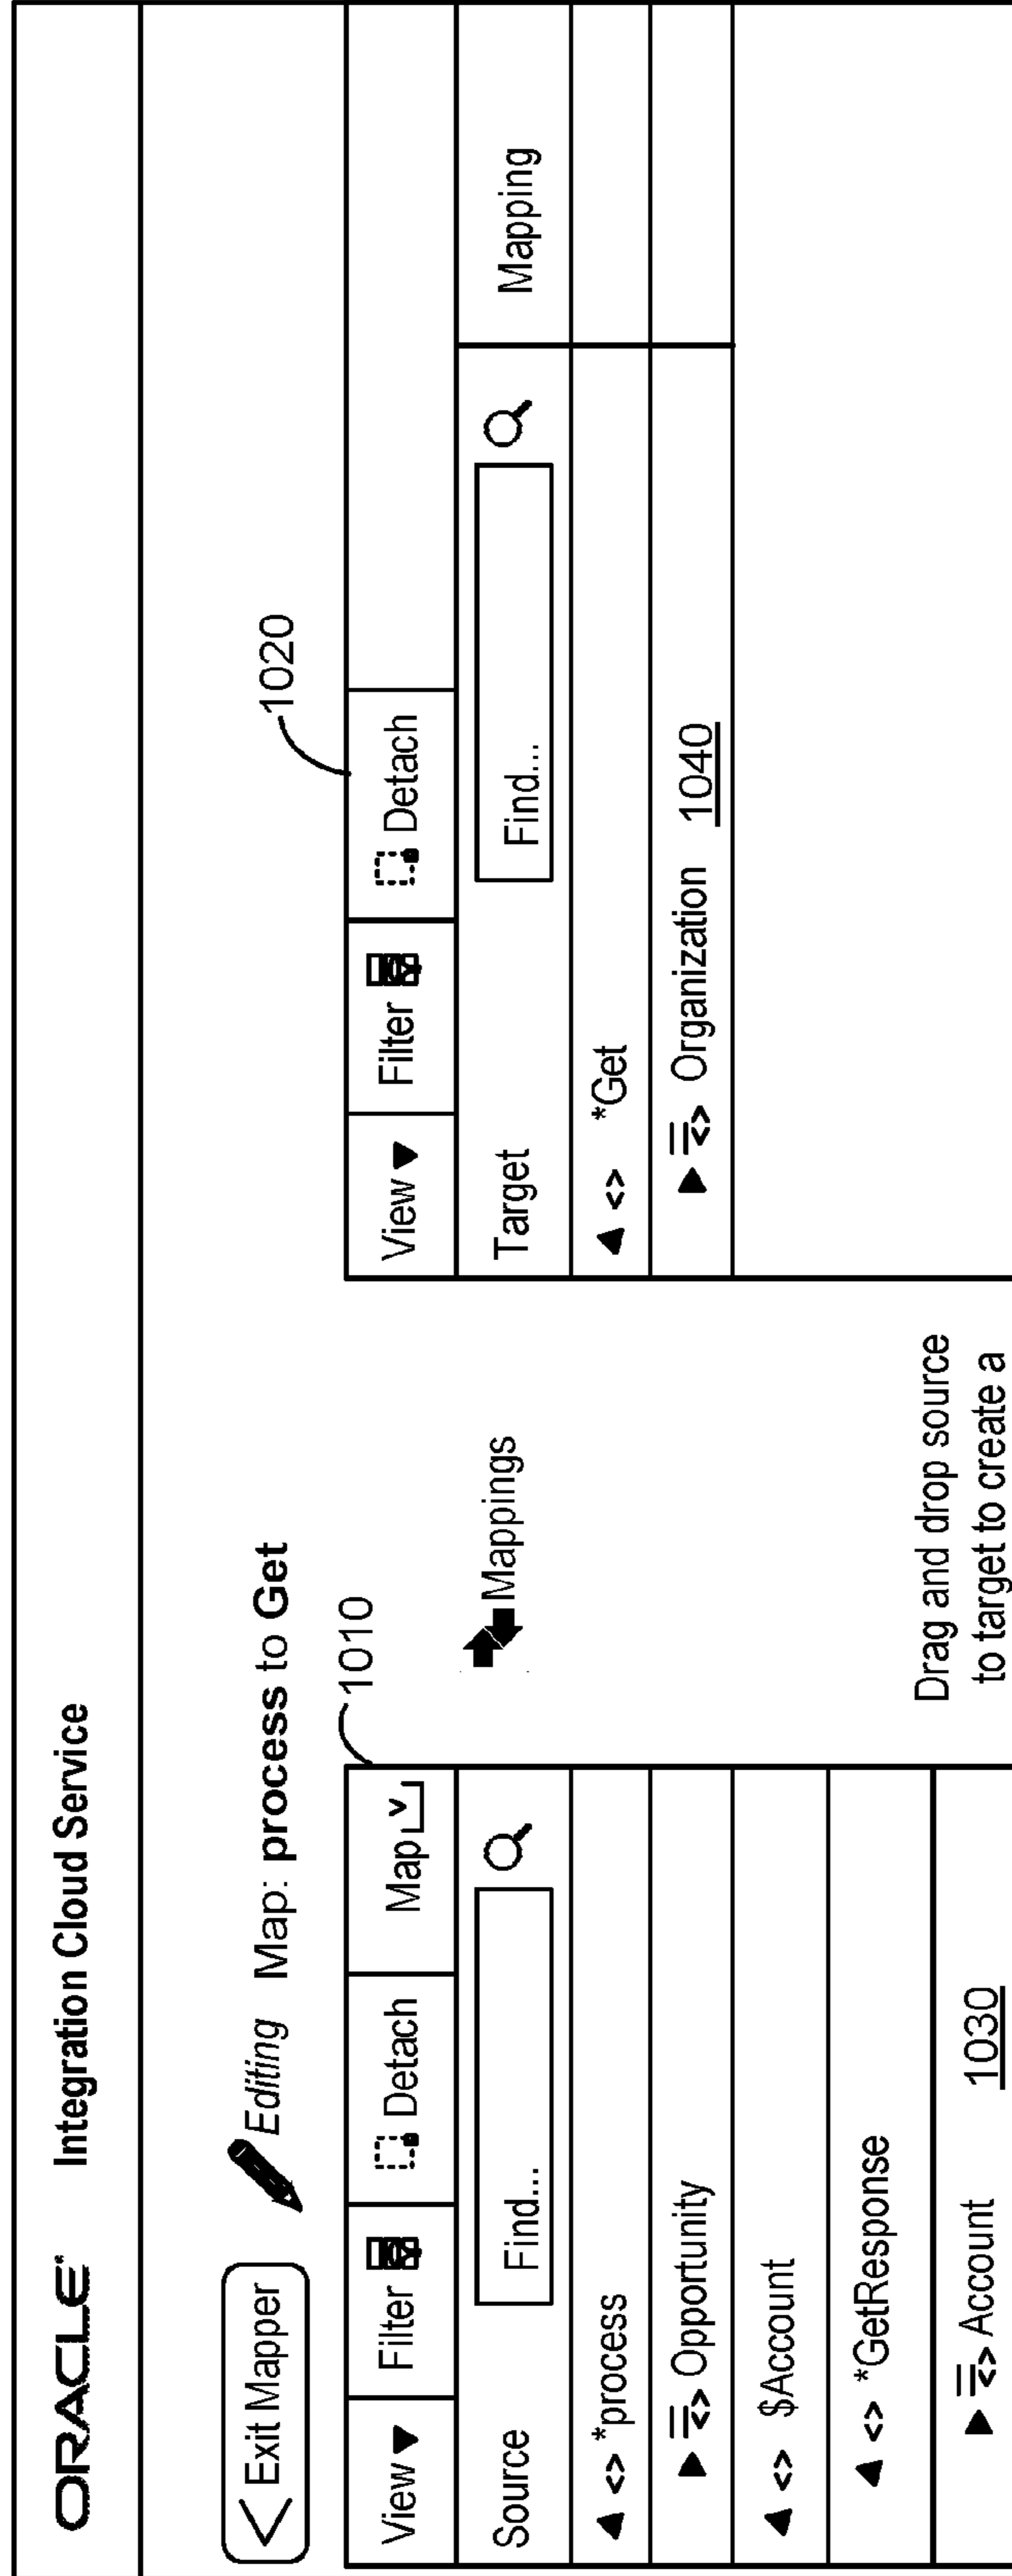 ORACLE Integration Cloud Service
< Exit Mapper Editing Map: process to Get
1010
1020
View Filter Detach Map
Source Find...
<> *process
<> Opportunity
<> $Account
<> *GetResponse
<> Account 1030
Mappings
Drag and drop source
to target to create a
View Filter Detach
Target Find... Mapping
<> *Get
<> Organization 1040